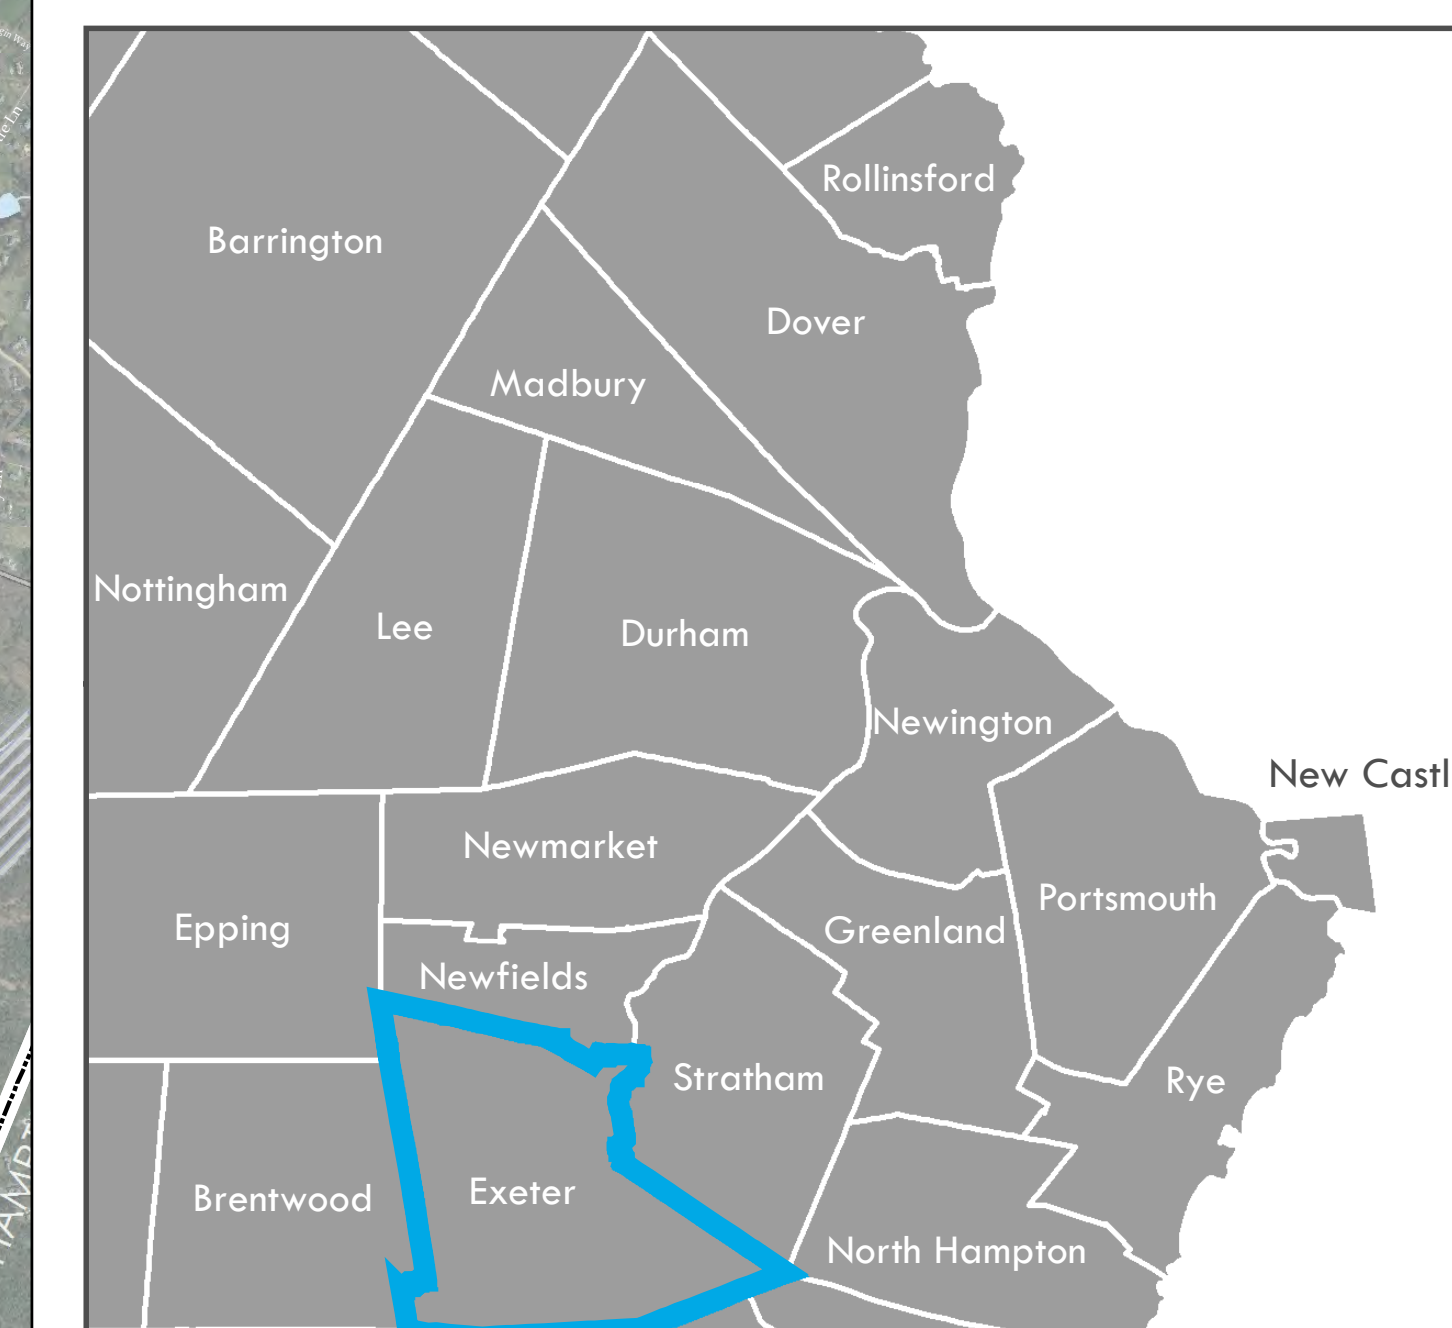 Rollinsford
Barrington
Dover
Madbury
Nottingham
Lee
Durham
Newington
New Castl
Newmarket
Portsmouth
Epping
Greenland
Newfields
Stratham
Rye
Brentwood
Exeter
North Hampton